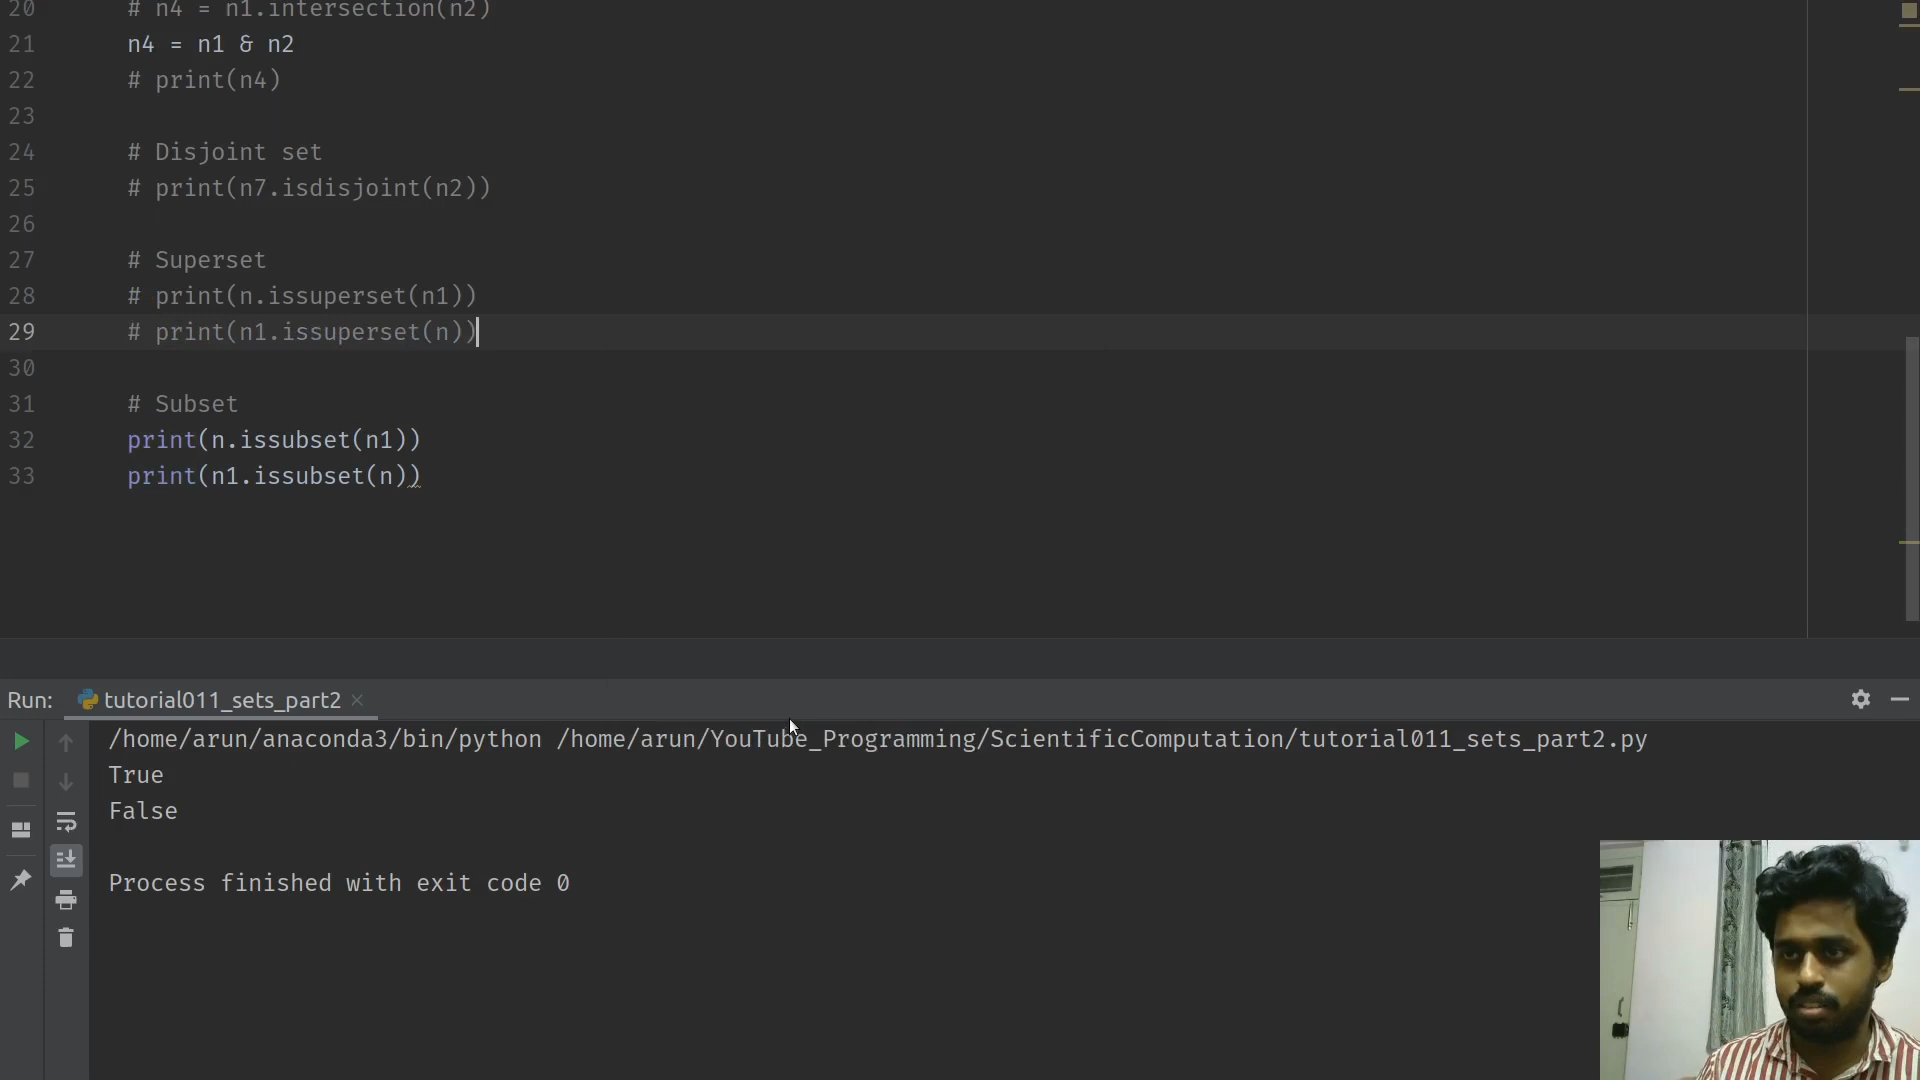 20 # n4 = n1.intersection(n2)
21 n4 = n1 & n2
22 # print(n4)
23
24 # Disjoint set
25 # print(n7.isdisjoint(n2))
26
27 # Superset
28 # print(n.issuperset(n1))
29 # print(n1.issuperset(n))
30
31 # Subset
32 print(n.issubset(n1))
33 print(n1.issubset(n))
Run: tutorial011_sets_part2
/home/arun/anaconda3/bin/python /home/arun/YouTube_Programming/ScientificComputation/tutorial011_sets_part2.py
True
False
Process finished with exit code 0